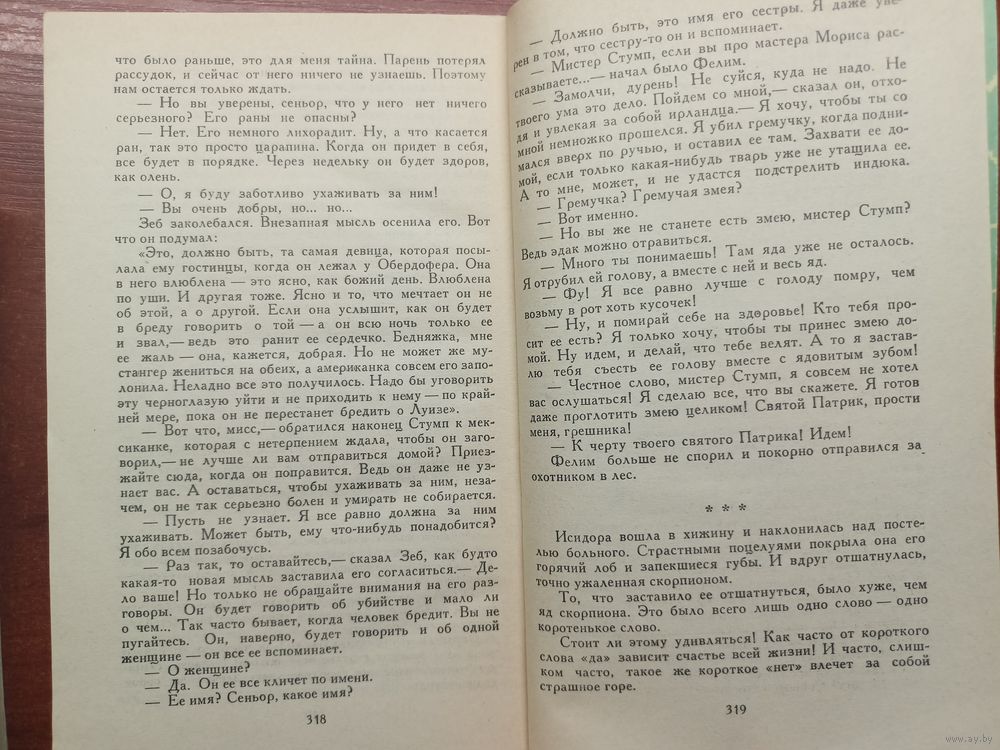 что было раньше, это для меня тайна. Парень потерял
рассудок, и сейчас от него ничего не узнаешь. Поэтому
нам остается только ждать.
— Но вы уверены, сеньор, что у него нет ничего
серьезного? Его раны не опасны?
— Нет. Его немного лихорадит. Ну, а что касается
ран, так это просто царапина. Когда он придет в себя,
все будет в порядке. Через недельку он будет здоров,
как олень.
— О, я буду заботливо ухаживать за ним!
— Вы очень добры, но... но...
Зеб заколебался. Внезапная мысль осенила его. Вот
что он подумал:
«Это, должно быть, та самая девица, которая посы-
лала ему гостинцы, когда он лежал у Обердофера. Она
в него влюблена — это ясно, как божий день. Влюблена
по уши. И другая тоже. Ясно и то, что мечтает он не
об этой, а о другой. Если она услышит, как он будет
в бреду говорить о той — а он всю ночь только ее
и звал,— ведь это ранит ее сердечко. Бедняжка, мне
ее жаль — она, кажется, добрая. Но не может же му-
стангер жениться на обеих, а американка совсем его запо-
лонила. Неладно все это получилось. Надо бы уговорить
эту черноглазую уйти и не приходить к нему — по край-
ней мере, пока он не перестанет бредить о Луизе».
— Вот что, мисс,— обратился наконец Стумп к мек-
сиканке, которая с нетерпением ждала, чтобы он заго-
ворил,— не лучше ли вам отправиться домой? Приез-
жайте сюда, когда он поправится. Ведь он даже не уз-
нает вас. А оставаться, чтобы ухаживать за ним, неза-
чем, он не так серьезно болен и умирать не собирается.
— Пусть не узнает. Я все равно должна за ним
ухаживать. Может быть, ему что-нибудь понадобится?
Я обо всем позабочусь.
— Раз так, то оставайтесь,— сказал Зеб, как будто
какая-то новая мысль заставила его согласиться.— Де-
ло ваше! Но только не обращайте внимания на его раз-
говоры. Он будет говорить об убийстве и мало ли
о чем... Так часто бывает, когда человек бредит. Вы не
пугайтесь. Он, наверно, будет говорить и об одной
женщине — он все ее вспоминает.
— О женщине?
— Да. Он ее все кличет по имени.
— Ее имя? Сеньор, какое имя?
318
— Должно быть, это имя его сестры. Я даже уве-
рен в том, что сестру-то он и вспоминает.
— Мистер Стумп, если вы про мастера Мориса рас-
сказываете...— начал было Фелим.
— Замолчи, дурень! Не суйся, куда не надо. Не
твоего ума это дело. Пойдем со мной,— сказал он, отхо-
дя и увлекая за собой ирландца.— Я хочу, чтобы ты со
мной немножко прошелся. Я убил гремучку, когда подни-
мался вверх по ручью, и оставил ее там. Захвати ее до-
мой, если только какая-нибудь тварь уже не утащила ее.
А то мне, может, и не удастся подстрелить индюка.
— Гремучка? Гремучая змея?
— Вот именно.
— Но вы же не станете есть змею, мистер Стумп?
Ведь эдак можно отравиться.
— Много ты понимаешь! Там яда уже не осталось.
Я отрубил ей голову, а вместе с ней и весь яд.
— Фу! Я все равно лучше с голоду помру, чем
возьму в рот хоть кусочек!
— Ну, и помирай себе на здоровье! Кто тебя про-
сит ее есть? Я только хочу, чтобы ты принес змею до-
мой. Ну идем, и делай, что тебе велят. А то я застав-
лю тебя съесть ее голову вместе с ядовитым зубом!
— Честное слово, мистер Стумп, я совсем не хотел
вас ослушаться! Я сделаю все, что вы скажете. Я готов
даже проглотить змею целиком! Святой Патрик, прости
меня, грешника!
— К черту твоего святого Патрика! Идем!
Фелим больше не спорил и покорно отправился за
охотником в лес.
* * *
Исидора вошла в хижину и наклонилась над посте-
лью больного. Страстными поцелуями покрыла она его
горячий лоб и запекшиеся губы. И вдруг отшатнулась,
точно ужаленная скорпионом.
То, что заставило ее отшатнуться, было хуже, чем
яд скорпиона. Это было всего лишь одно слово — одно
коротенькое слово.
Стоит ли этому удивляться! Как часто от короткого
слова «да» зависит счастье всей жизни! И часто, слиш-
ком часто, такое же короткое «нет» влечет за собой
страшное горе.
319
www.ay.by